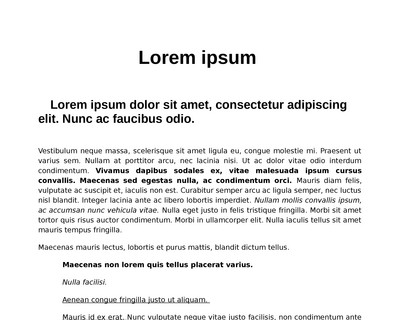 Lorem ipsum
Lorem ipsum dolor sit amet, consectetur adipiscing
elit. Nunc ac faucibus odio.
Vestibulum neque massa, scelerisque sit amet ligula eu, congue molestie mi. Praesent ut
varius sem. Nullam at porttitor arcu, nec lacinia nisi. Ut ac dolor vitae odio interdum
condimentum. Vivamus dapibus sodales ex, vitae malesuada ipsum cursus
convallis. Maecenas sed egestas nulla, ac condimentum orci. Mauris diam felis,
vulputate ac suscipit et, iaculis non est. Curabitur semper arcu ac ligula semper, nec luctus
nisl blandit. Integer lacinia ante ac libero lobortis imperdiet. Nullam mollis convallis ipsum,
ac accumsan nunc vehicula vitae. Nulla eget justo in felis tristique fringilla. Morbi sit amet
tortor quis risus auctor condimentum. Morbi in ullamcorper elit. Nulla iaculis tellus sit amet
mauris tempus fringilla.
Maecenas mauris lectus, lobortis et purus mattis, blandit dictum tellus.
Maecenas non lorem quis tellus placerat varius.
Nulla facilisi.
Aenean congue fringilla justo ut aliquam.
Mauris id ex erat. Nunc vulputate neque vitae justo facilisis, non condimentum ante